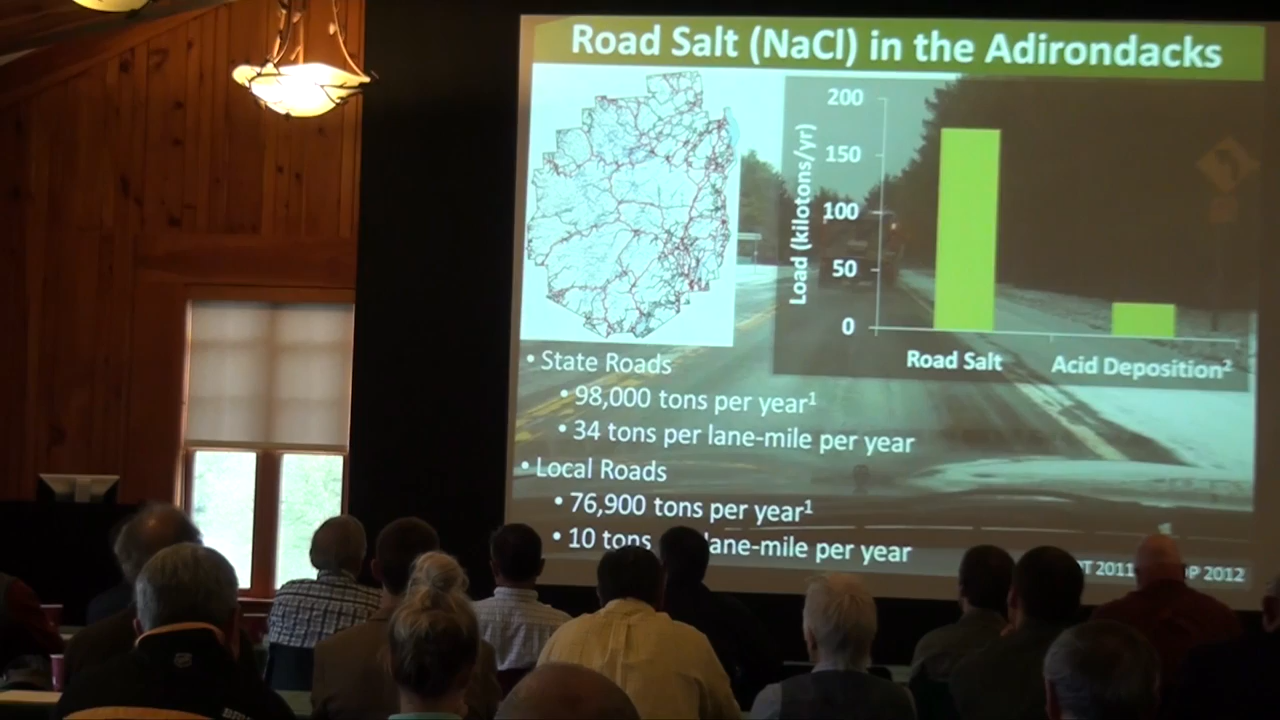 Road Salt (NaCl) in the Adirondacks
Load (kilotons/yr)
200
150
100
50
0
Road Salt
Acid Deposition²
• State Roads
• 98,000 tons per year¹
• 34 tons per lane-mile per year
• Local Roads
• 76,900 tons per year¹
• 10 tons lane-mile per year
2011 2012